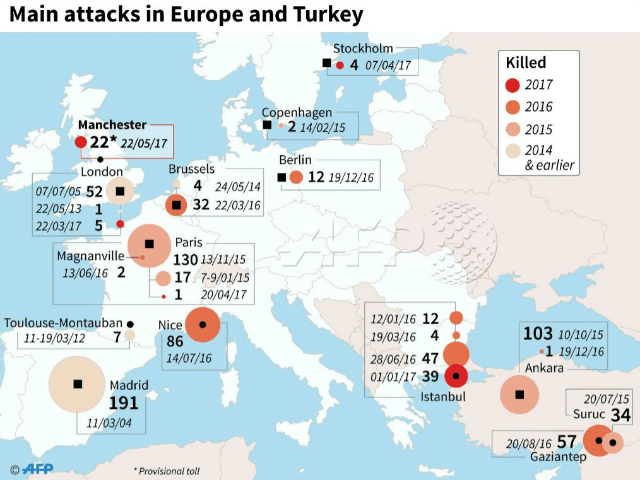 Main attacks in Europe and Turkey
Stockholm
4 07/04/17
Killed
2017
2016
2015
2014
& earlier
Copenhagen
2 14/02/15
Manchester
22* 22/05/17
London
07/07/05 52
22/05/13 1
22/03/17 5
Brussels
4 24/05/14
32 22/03/16
Berlin
12 19/12/16
AFP
Paris
130 13/11/15
17 7-9/01/15
1 20/04/17
Magnanville
13/06/16 2
Toulouse-Montauban
11-19/03/12 7
Nice
86
14/07/16
Madrid
191
11/03/04
12/01/16 12
19/03/16 4
28/06/16 47
01/01/17 39
Istanbul
103 10/10/15
1 19/12/16
Ankara
20/07/15
Suruc 34
20/08/16 57
Gaziantep
© AFP
* Provisional toll